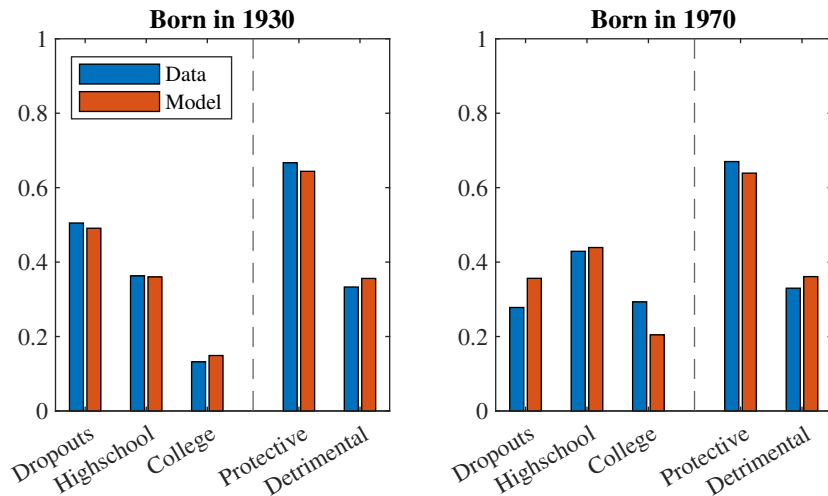 Born in 1930
1
0.8
0.6
0.4
0.2
0
Data
Model
Dropouts
Highschool
College
Protective
Detrimental
Born in 1970
1
0.8
0.6
0.4
0.2
0
Dropouts
Highschool
College
Protective
Detrimental